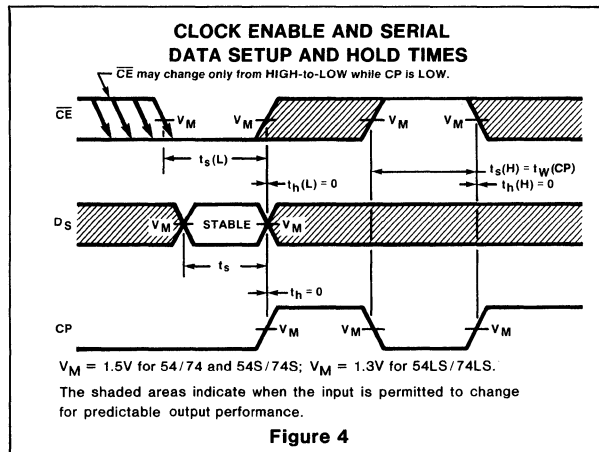 CLOCK ENABLE AND SERIAL
DATA SETUP AND HOLD TIMES
CE may change only from HIGH-to-LOW while CP is LOW.
CE
VM VM VM VM
ts(L)
ts(H) = tW(CP)
th(L) = 0
th(H) = 0
DS
VM STABLE VM
ts
th = 0
CP
VM VM VM
VM = 1.5V for 54/74 and 54S/74S; VM = 1.3V for 54LS/74LS.
The shaded areas indicate when the input is permitted to change
for predictable output performance.
Figure 4